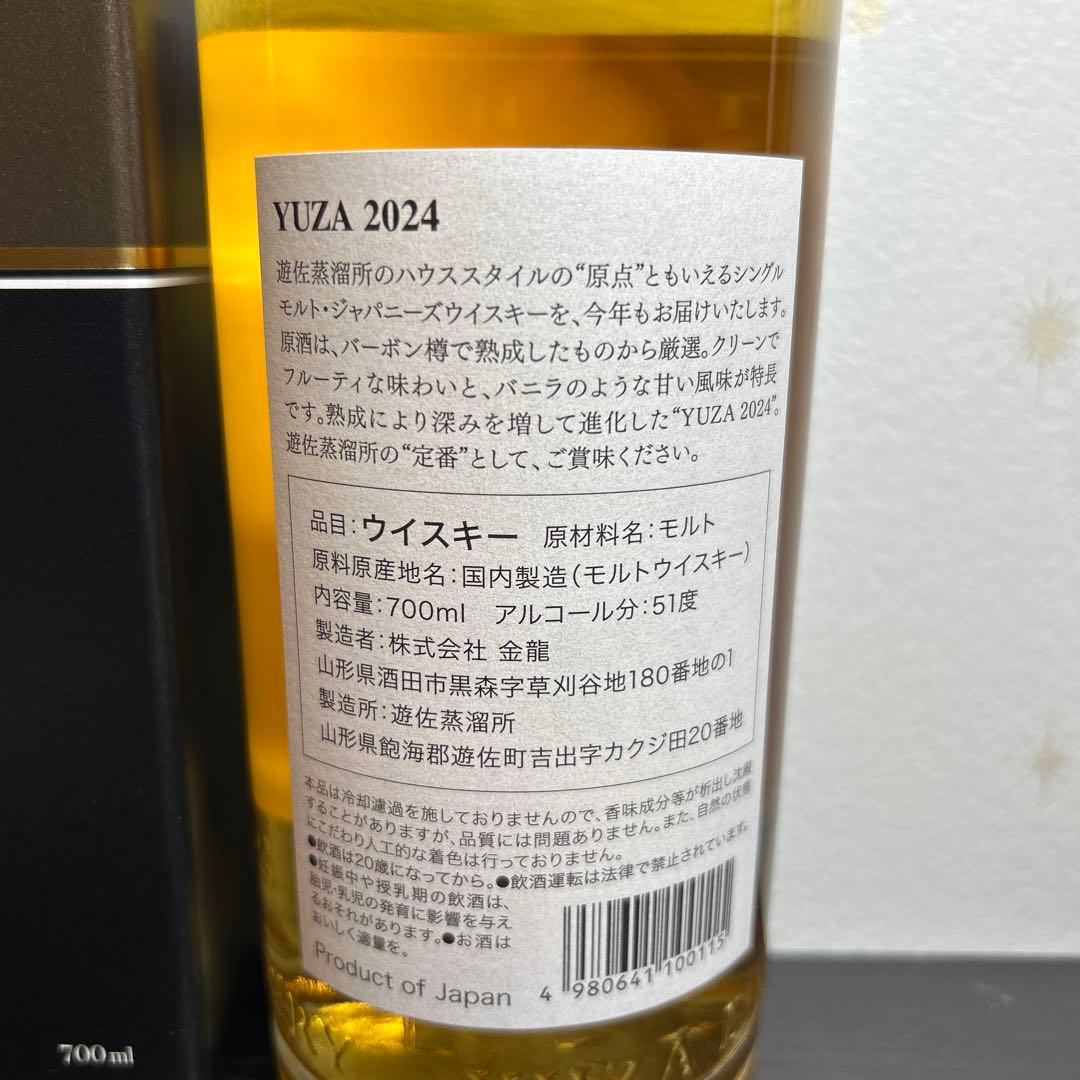 YUZA 2024
遊佐蒸溜所のハウススタイルの“原点”ともいえるシングル
モルト・ジャパニーズウイスキーを、今年もお届けいたします。
原酒は、バーボン樽で熟成したものから厳選。クリーンで
フルーティな味わいと、バニラのような甘い風味が特長
です。熟成により深みを増して進化した“YUZA 2024”。
遊佐蒸溜所の“定番”として、ご賞味ください。
品目：ウイスキー 原材料名：モルト
原料原産地名：国内製造（モルトウイスキー）
内容量：700ml アルコール分：51度
製造者：株式会社 金龍
山形県酒田市黒森字草刈谷地180番地の1
製造所：遊佐蒸溜所
山形県飽海郡遊佐町吉出字カクジ田20番地
本品は冷却濾過を施しておりませんので、香味成分等が析出し沈殿
することがありますが、品質には問題ありません。また、自然の状態
にこだわり人工的な着色は行っておりません。
●飲酒は20歳になってから。●飲酒運転は法律で禁止されています。
●妊娠中や授乳期の飲酒は、
胎児・乳児の発育に影響を与え
るおそれがあります。●お酒は
おいしく適量を。
Product of Japan
4 980641 100115
700ml